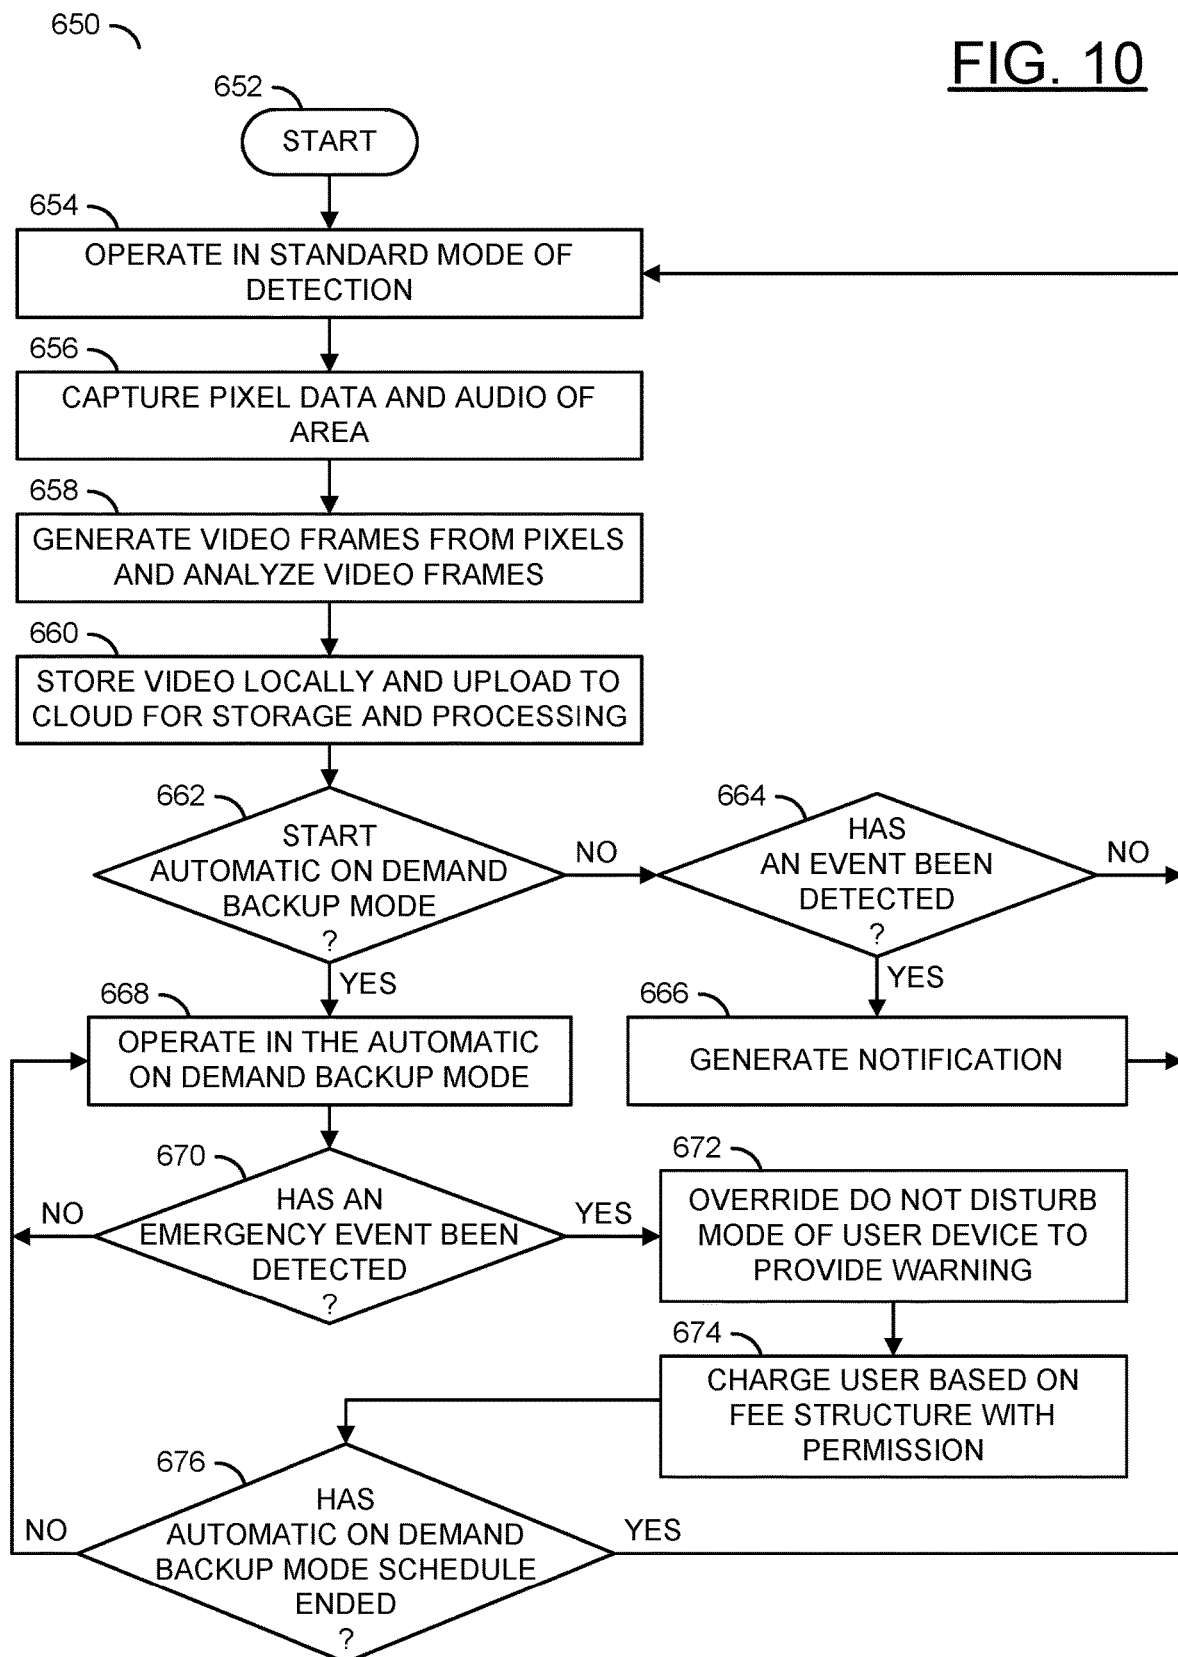 650
FIG. 10
652
START
654
OPERATE IN STANDARD MODE OF
DETECTION
656
CAPTURE PIXEL DATA AND AUDIO OF
AREA
658
GENERATE VIDEO FRAMES FROM PIXELS
AND ANALYZE VIDEO FRAMES
660
STORE VIDEO LOCALLY AND UPLOAD TO
CLOUD FOR STORAGE AND PROCESSING
662
START
AUTOMATIC ON DEMAND
BACKUP MODE
?
NO
YES
664
HAS
AN EVENT BEEN
DETECTED
?
NO
YES
666
GENERATE NOTIFICATION
668
OPERATE IN THE AUTOMATIC
ON DEMAND BACKUP MODE
670
HAS AN
EMERGENCY EVENT BEEN
DETECTED
?
NO
YES
672
OVERRIDE DO NOT DISTURB
MODE OF USER DEVICE TO
PROVIDE WARNING
674
CHARGE USER BASED ON
FEE STRUCTURE WITH
PERMISSION
676
HAS
AUTOMATIC ON DEMAND
BACKUP MODE SCHEDULE
ENDED
?
NO
YES